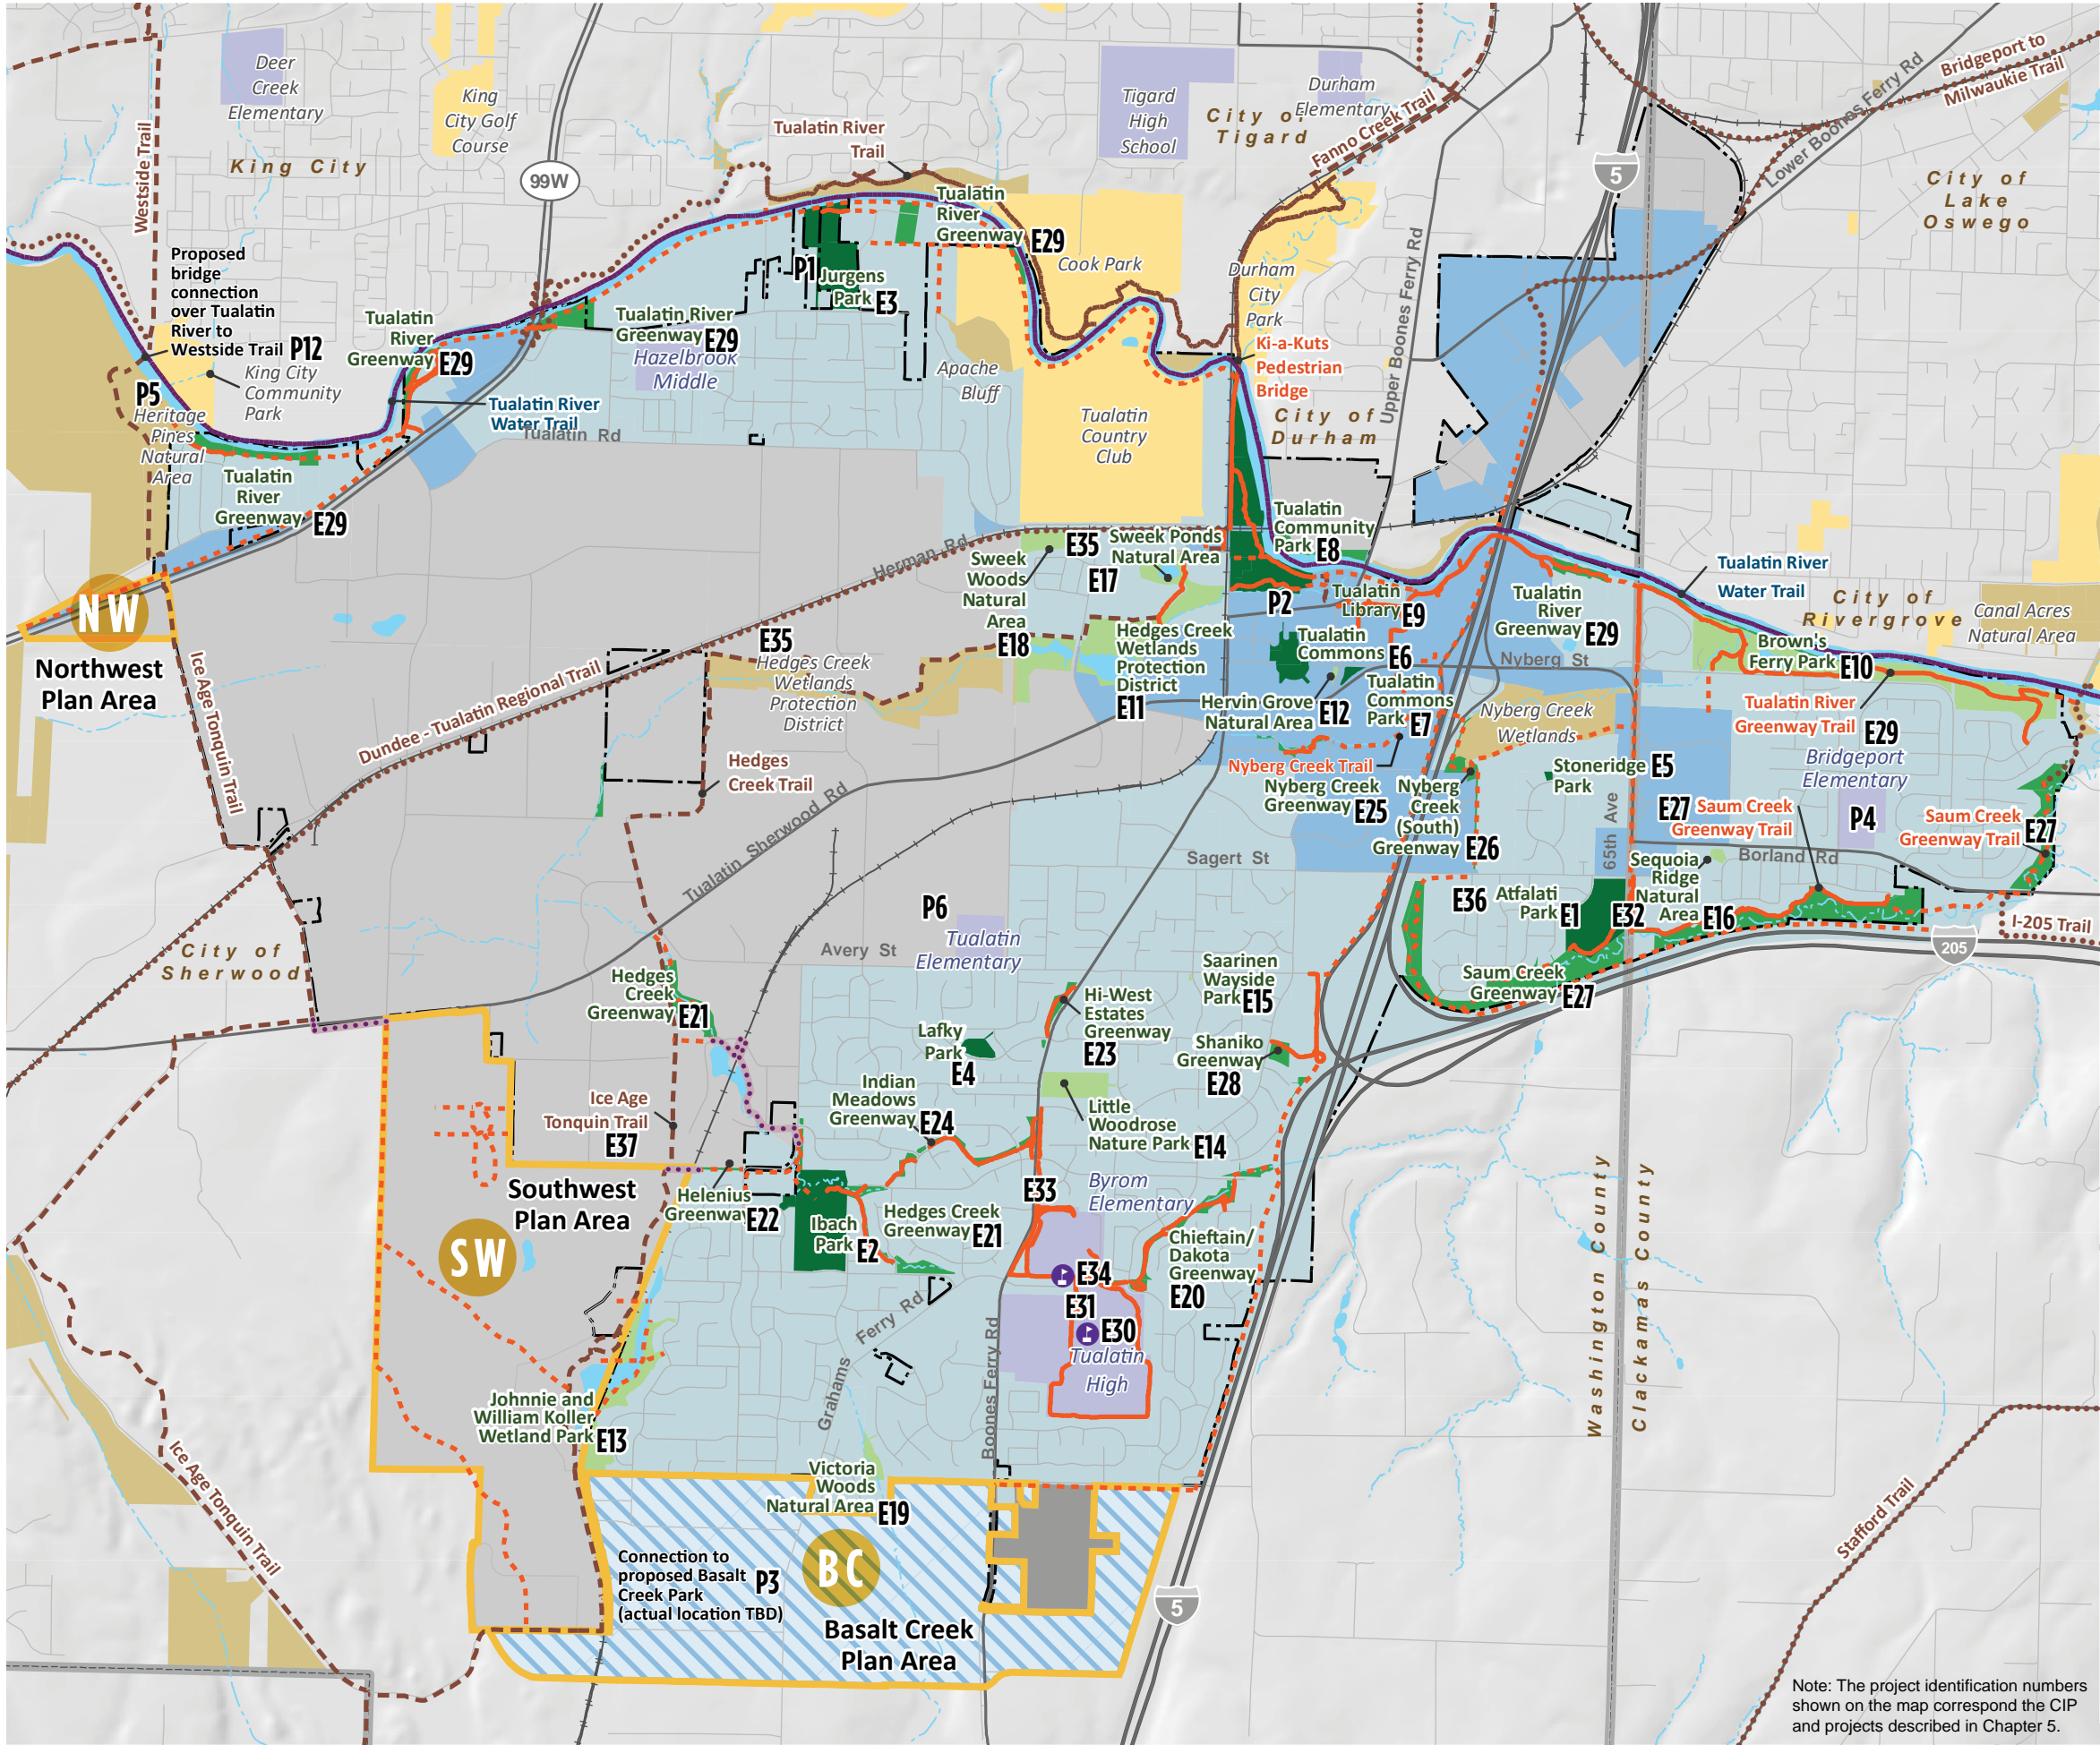 Deer
Creek
Elementary
King
City Golf
Course
King City
Westside Trail
99W
Tualatin River
Trail
Tigard
High
School
City of
Tigard
Durham
Elementary
Fanno Creek Trail
5
Bridgeport to
Milwaukie Trail
Lower Boones Ferry Rd
City of
Lake
Oswego
Proposed
bridge
connection
over Tualatin
River to
Westside Trail P12
King City
Community
Park
P5
Heritage
Pines
Natural
Area
Tualatin
River
Greenway E29
Tualatin
River
Greenway E29
Tualatin River
Water Trail
Tualatin Rd
Tualatin River
Greenway E29
Hazelbrook
Middle
P1
Jurgens
Park E3
Tualatin
River
Greenway E29
Cook Park
Apache
Bluff
Tualatin
Country
Club
Durham
City
Park
Upper Boones Ferry Rd
Ki-a-Kuts
Pedestrian
Bridge
City of
Durham
NW
Northwest
Plan Area
Ice Age Tonquin Trail
Herman Rd
Dundee - Tualatin Regional Trail
E35
Hedges Creek
Wetlands
Protection
District
Hedges
Creek Trail
Tualatin Sherwood Rd
E35
Sweek
Woods
Natural
Area
E18
Sweek Ponds
Natural Area
E17
Hedges Creek
Wetlands
Protection
District
E11
Tualatin
Community
Park E8
P2
Tualatin
Library E9
Tualatin
Commons
E6
Hervin Grove
Natural Area E12
Tualatin
Commons
Park E7
Nyberg Creek Trail
Nyberg Creek
Greenway E25
Nyberg
Creek
(South)
Greenway E26
Tualatin
River
Greenway E29
Nyberg St
Nyberg Creek
Wetlands
Tualatin River
Water Trail
City of
Rivergrove
Canal Acres
Natural Area
Brown's
Ferry Park E10
Tualatin River
Greenway Trail
E29
Bridgeport
Elementary
Stoneridge
Park
E5
65th Ave
E27
Saum Creek
Greenway Trail
P4
Saum Creek
Greenway Trail E27
Borland Rd
Sequoia
Ridge
Natural
Area E16
E36
Atfalati
Park E1
E32
I-205 Trail
205
Saum Creek
Greenway E27
Sagert St
P6
Tualatin
Elementary
Avery St
City of
Sherwood
Hedges
Creek
Greenway E21
Lafky
Park
E4
Hi-West
Estates
Greenway
E23
Saarinen
Wayside
Park E15
Shaniko
Greenway
E28
Indian
Meadows
Greenway E24
Little
Woodrose
Nature Park E14
Ice Age
Tonquin Trail
E37
Southwest
Plan Area
SW
Helenius
Greenway E22
Ibach
Park E2
Hedges Creek
Greenway E21
E33
Byrom
Elementary
Chieftain/
Dakota
Greenway
E20
E34
E31
E30
Tualatin
High
Grahams Ferry Rd
Boones Ferry Rd
Washington County
Clackamas County
Johnnie and
William Koller
Wetland Park E13
Victoria
Woods
Natural Area E19
Ice Age Tonquin Trail
Connection to
proposed Basalt
Creek Park
(actual location TBD)
P3
BC
Basalt Creek
Plan Area
5
Stafford Trail
Note: The project identification numbers
shown on the map correspond the CIP
and projects described in Chapter 5.